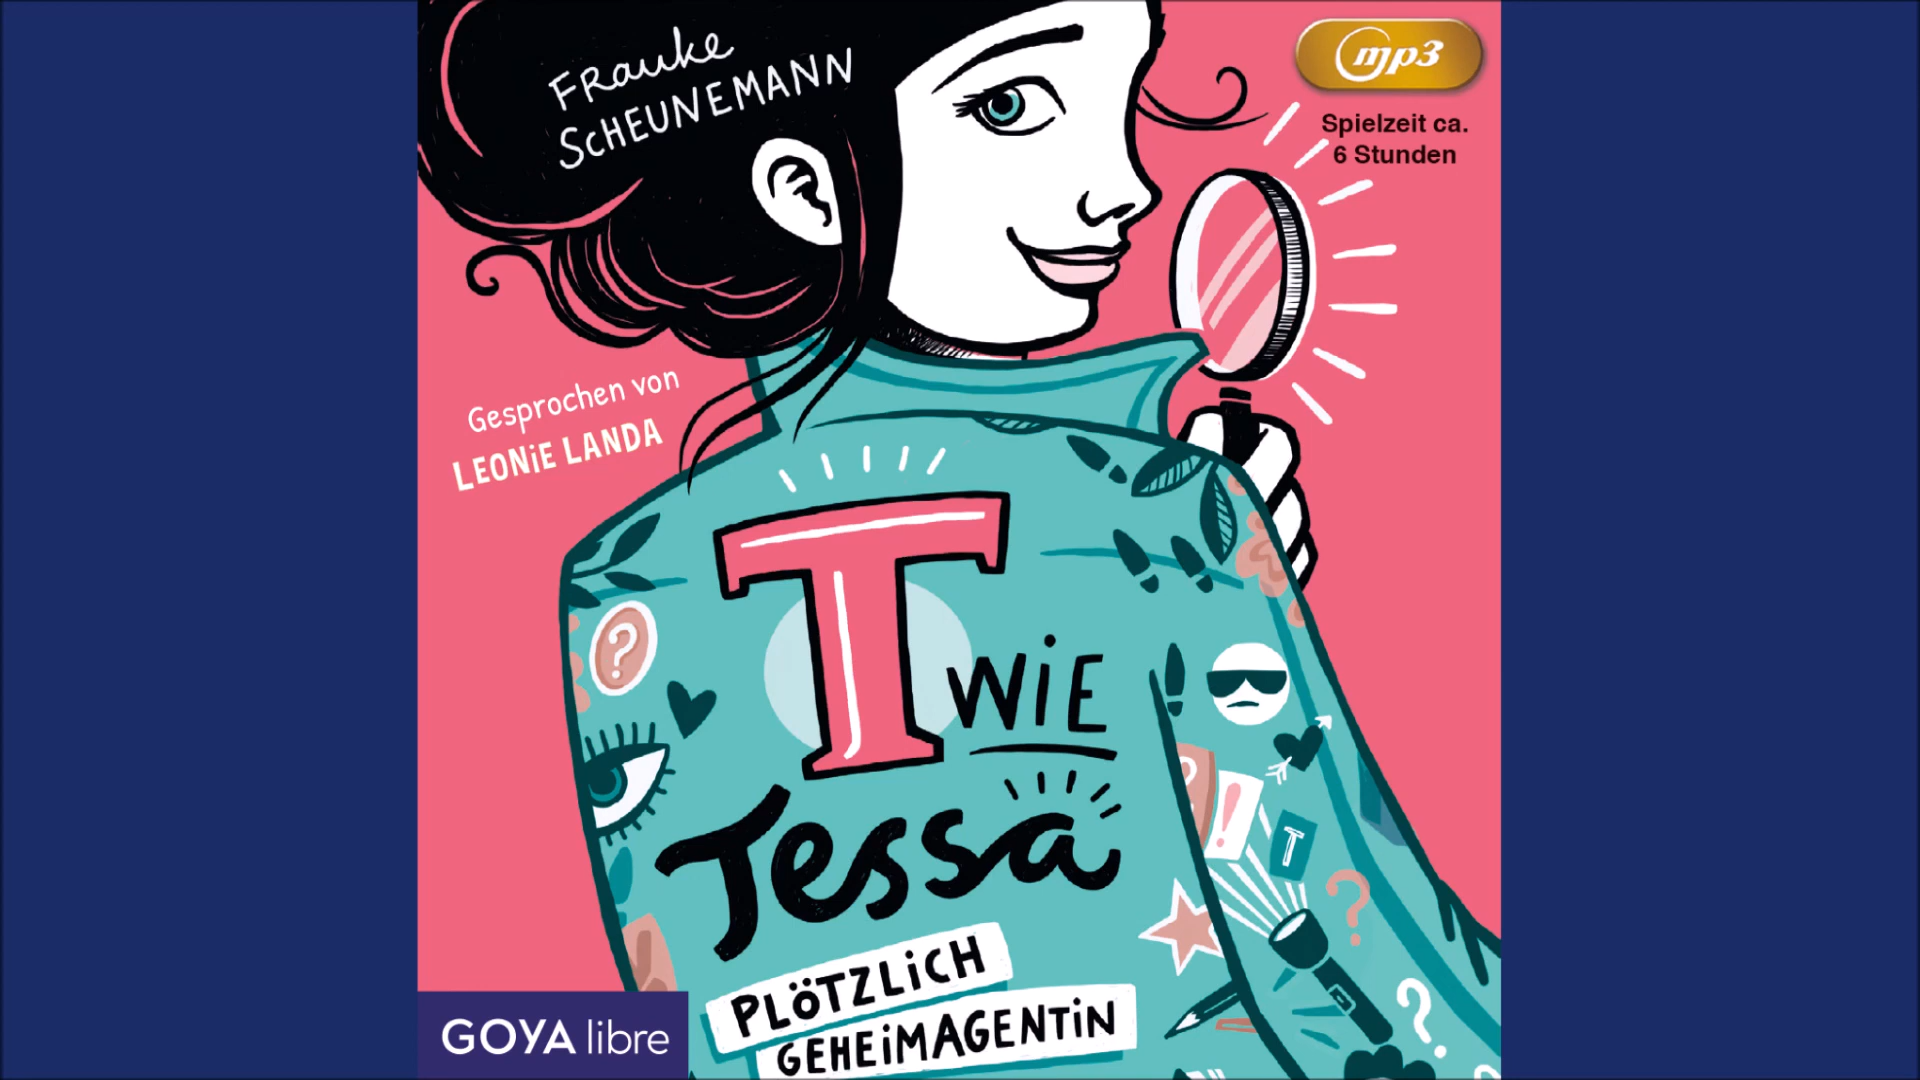 FRauke
ScHEUNEMANN
mp3
Spielzeit ca.
6 Stunden
Gesprochen von
LEONiE LANDA
T WiE
Tessa
PLÖTZLiCH
GEHEiMAGENTiN
?
?
!
T
?
?
GOYA libre